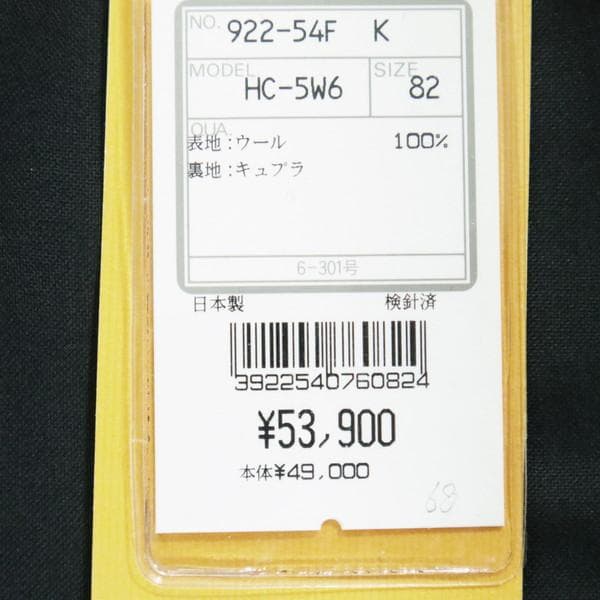 NO. 922-54F K
MODEL HC-5W6 SIZE 82
QUA.
表地:ウール 100%
裏地:キュプラ
6-301号
日本製 検針済
3922540760824
¥53,900
本体¥49,000
68